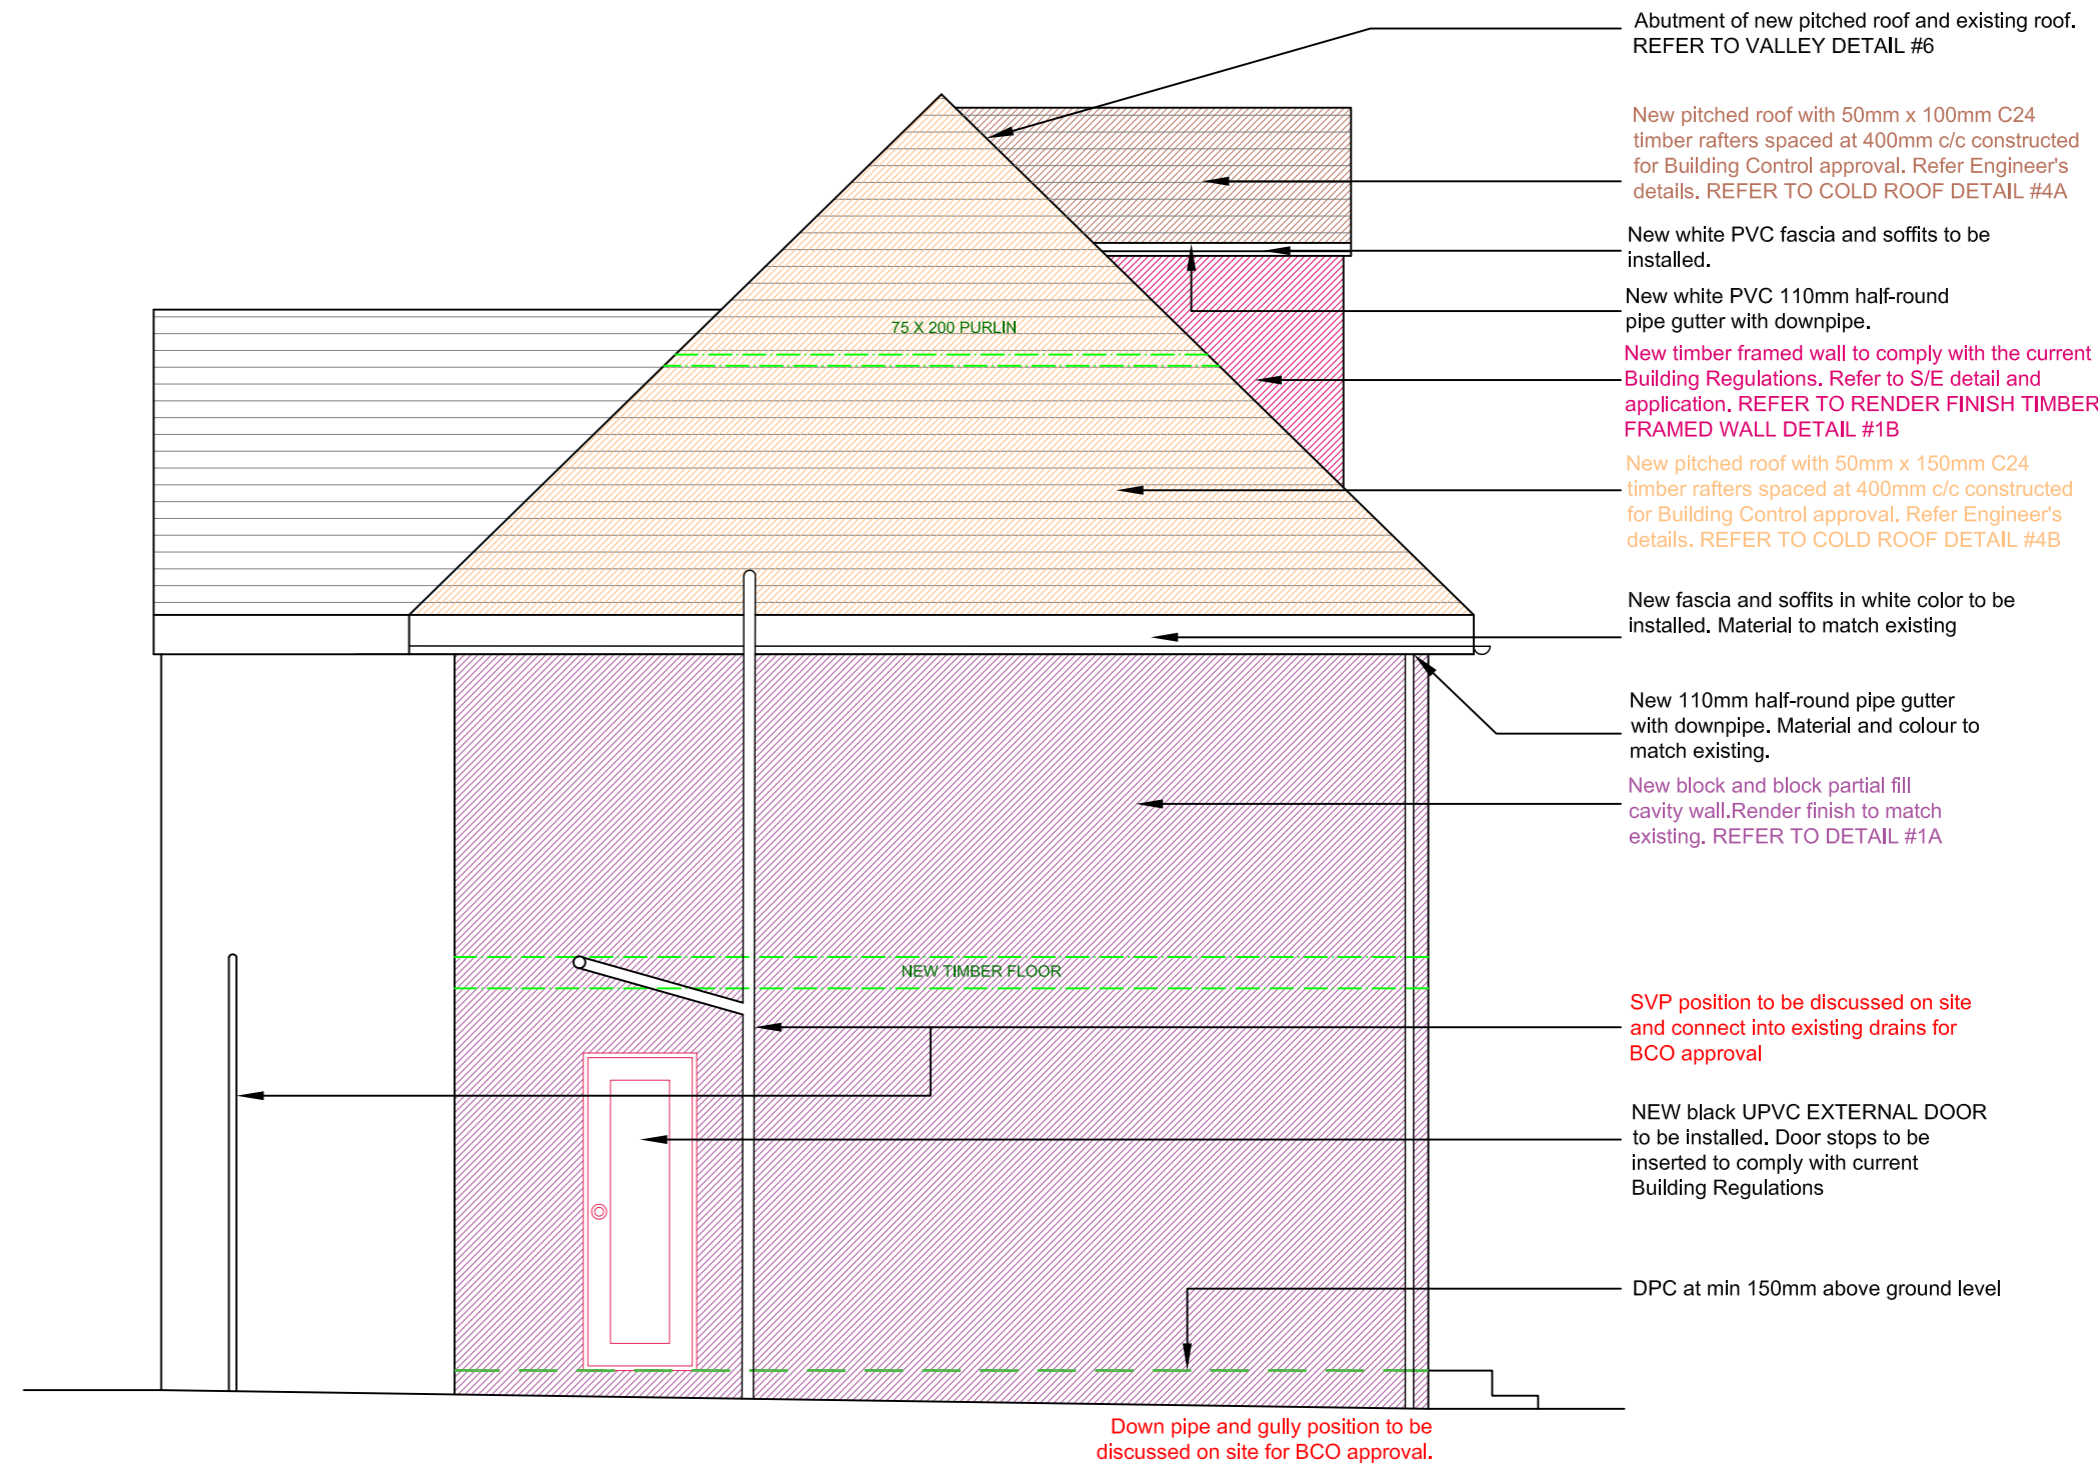 Abutment of new pitched roof and existing roof.
REFER TO VALLEY DETAIL #6
New pitched roof with 50mm x 100mm C24
timber rafters spaced at 400mm c/c constructed
for Building Control approval. Refer Engineer's
details. REFER TO COLD ROOF DETAIL #4A
New white PVC fascia and soffits to be
installed.
New white PVC 110mm half-round
pipe gutter with downpipe.
75 X 200 PURLIN
New timber framed wall to comply with the current
Building Regulations. Refer to S/E detail and
application. REFER TO RENDER FINISH TIMBER
FRAMED WALL DETAIL #1B
New pitched roof with 50mm x 150mm C24
timber rafters spaced at 400mm c/c constructed
for Building Control approval. Refer Engineer's
details. REFER TO COLD ROOF DETAIL #4B
New fascia and soffits in white color to be
installed. Material to match existing
New 110mm half-round pipe gutter
with downpipe. Material and colour to
match existing.
New block and block partial fill
cavity wall.Render finish to match
existing. REFER TO DETAIL #1A
NEW TIMBER FLOOR
SVP position to be discussed on site
and connect into existing drains for
BCO approval
NEW black UPVC EXTERNAL DOOR
to be installed. Door stops to be
inserted to comply with current
Building Regulations
DPC at min 150mm above ground level
Down pipe and gully position to be
discussed on site for BCO approval.